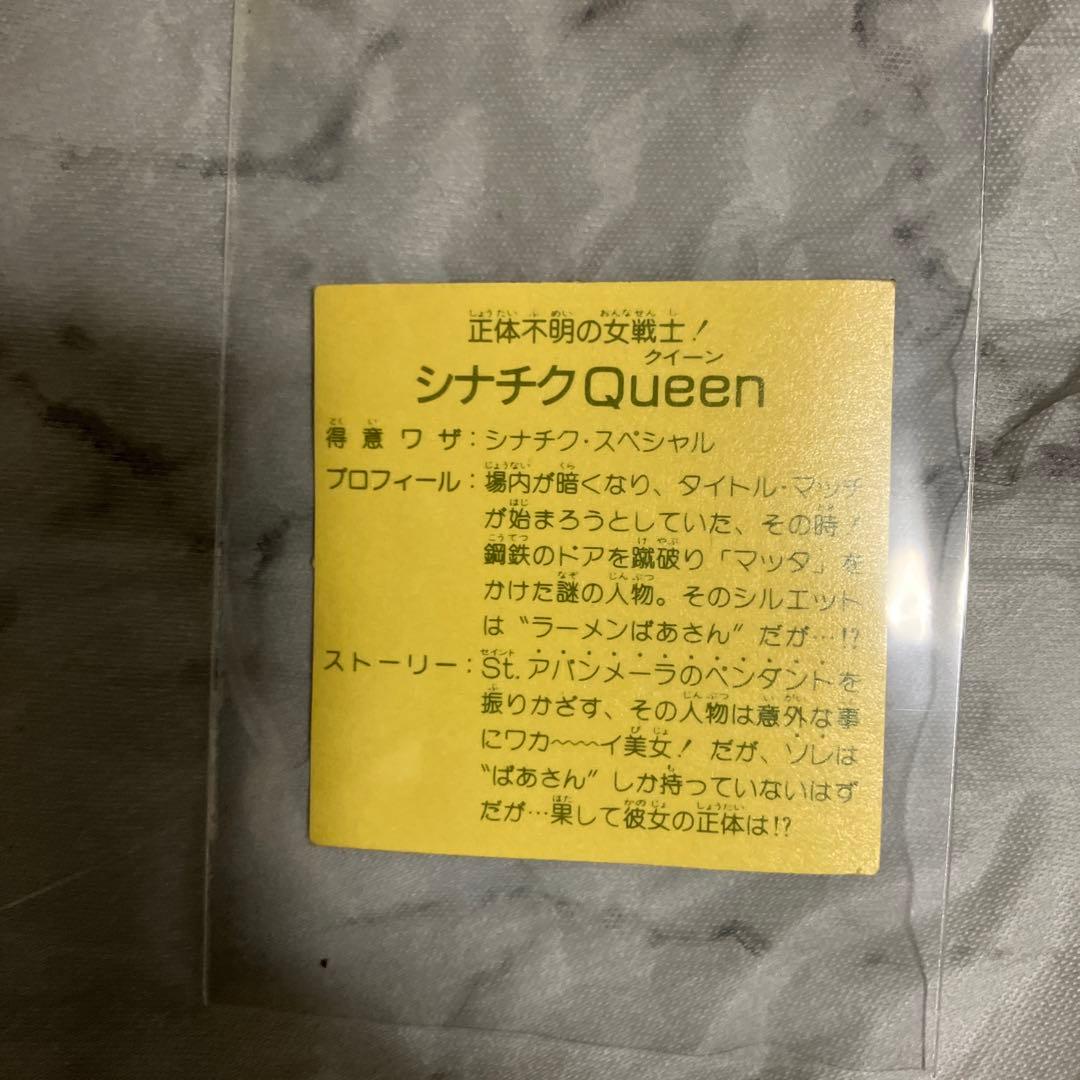 正体不明の女戦士!
シナチクQueen
得意ワザ:シナチク・スペシャル
プロフィール:場内が暗くなり、タイトル・マッチ
が始まろうとしていた、その時!
鋼鉄のドアを蹴破り「マッタ」を
かけた謎の人物。そのシルエット
は“ラーメンばあさん”だが…!?
ストーリー:St.アバンメーラのペンダントを
振りかざす、その人物は意外な事
にワカ〜〜〜イ美女!だが、ソレは
“ばあさん”しか持っていないはず
だが…果して彼女の正体は!?